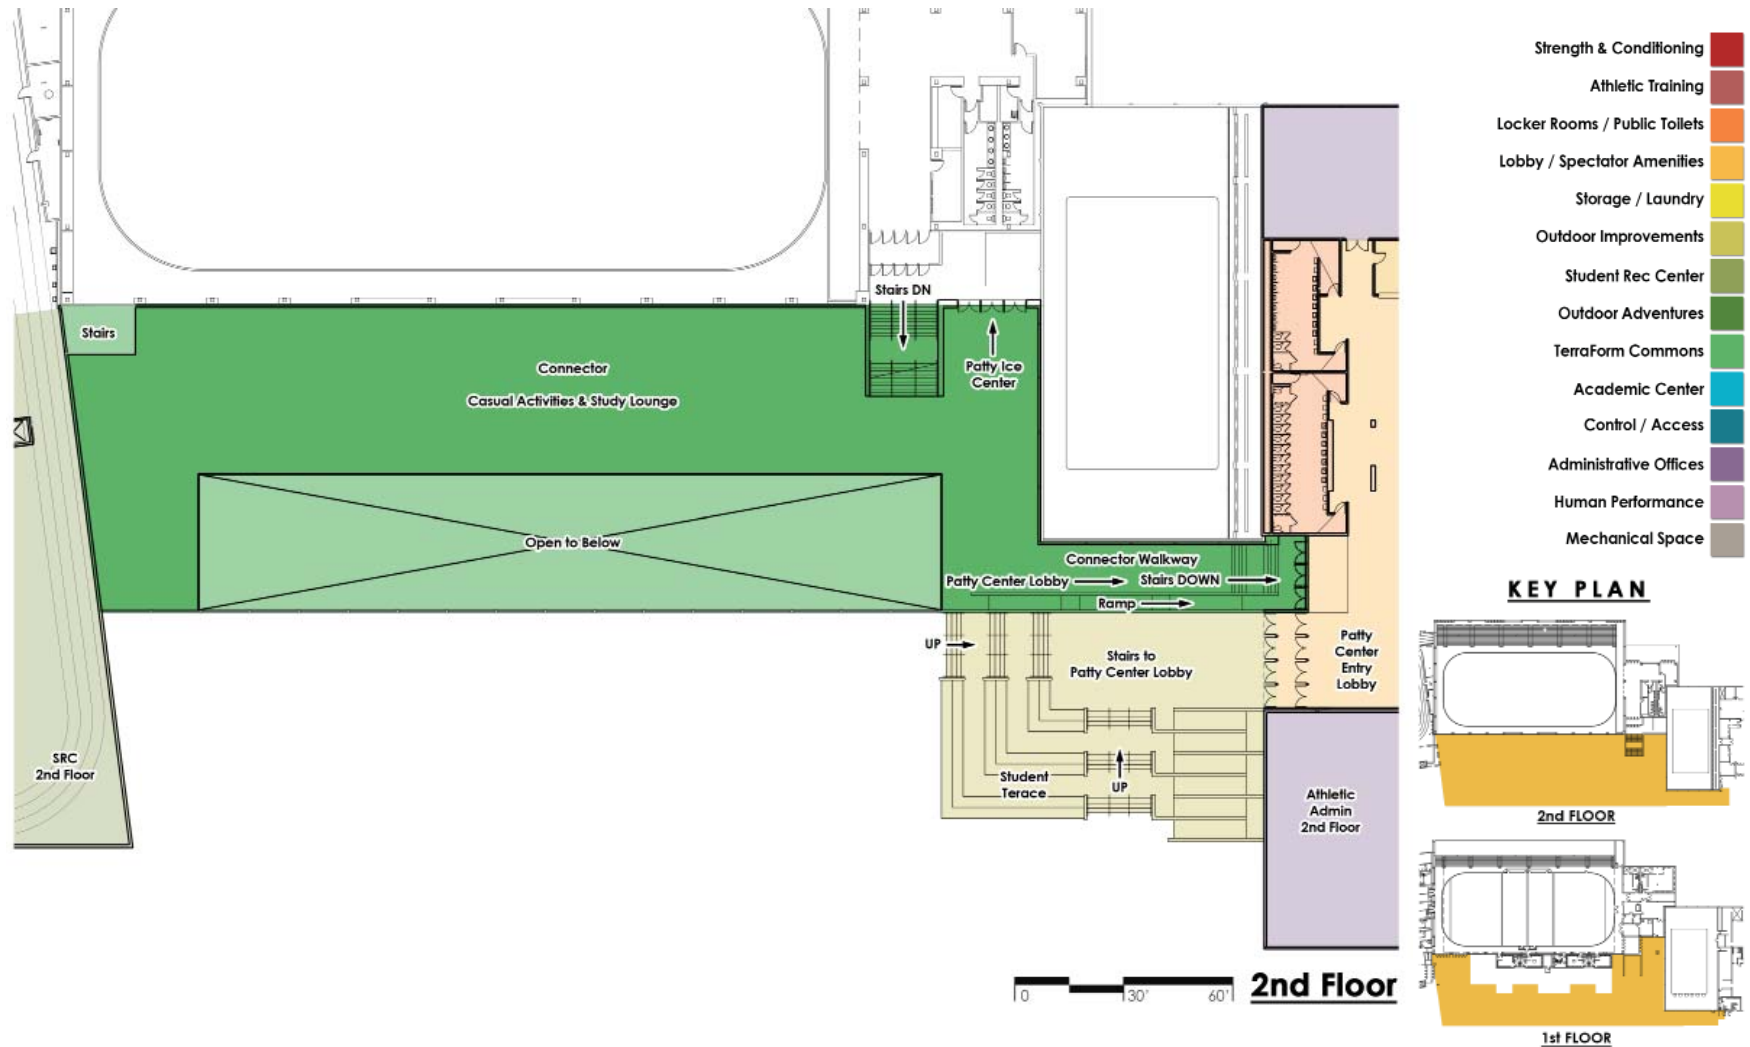 Strength & Conditioning
Athletic Training
Locker Rooms / Public Toilets
Lobby / Spectator Amenities
Storage / Laundry
Outdoor Improvements
Student Rec Center
Outdoor Adventures
TerraForm Commons
Academic Center
Control / Access
Administrative Offices
Human Performance
Mechanical Space
KEY PLAN
2nd FLOOR
1st FLOOR
Stairs DN
Stairs
Connector
Casual Activities & Study Lounge
Patty Ice
Center
Open to Below
Connector Walkway
Patty Center Lobby
Stairs DOWN
Ramp
UP
Stairs to
Patty Center Lobby
Patty
Center
Entry
Lobby
SRC
2nd Floor
Student
Terace
UP
Athletic
Admin
2nd Floor
0 30' 60'
2nd Floor